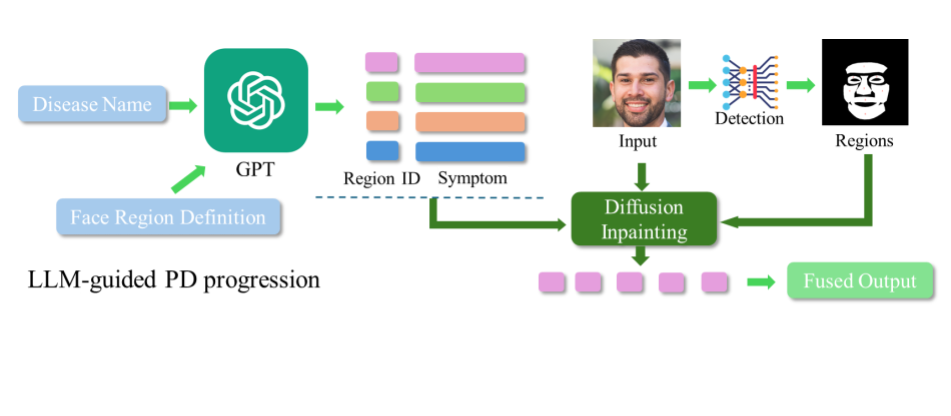 Disease Name
GPT
Face Region Definition
LLM-guided PD progression
Region ID
Symptom
Input
Detection
Regions
Diffusion
Inpainting
Fused Output